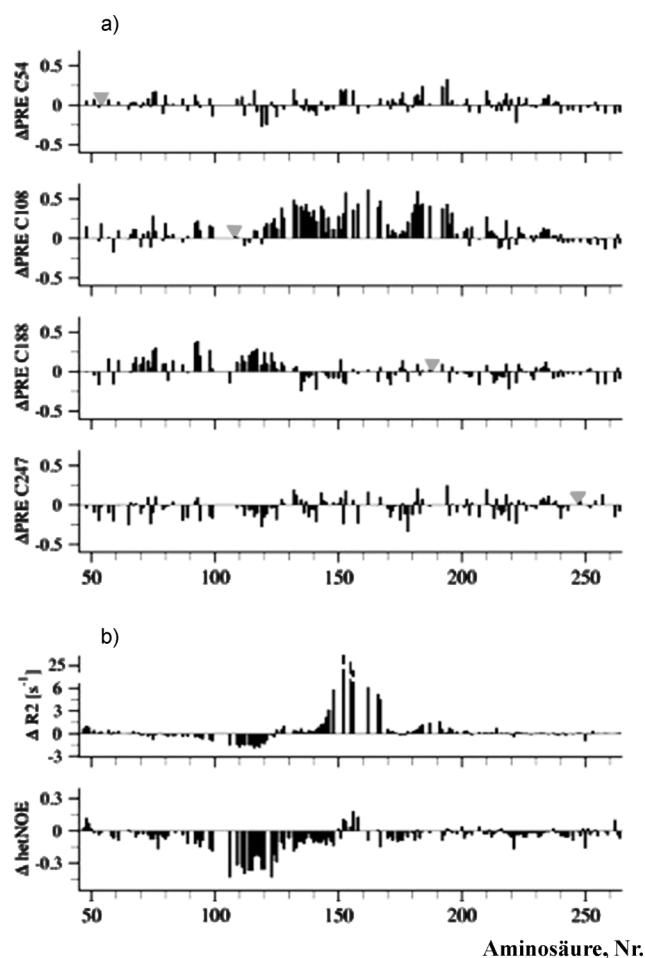 a)
0.5
0
-0.5
ΔPRE C54
0.5
0
-0.5
ΔPRE C108
0.5
0
-0.5
ΔPRE C188
0.5
0
-0.5
ΔPRE C247
50 100 150 200 250
b)
25
6
3
0
-3
Δ R2 [s-1]
0.3
0
-0.3
Δ hetNOE
50 100 150 200 250
Aminosäure, Nr.